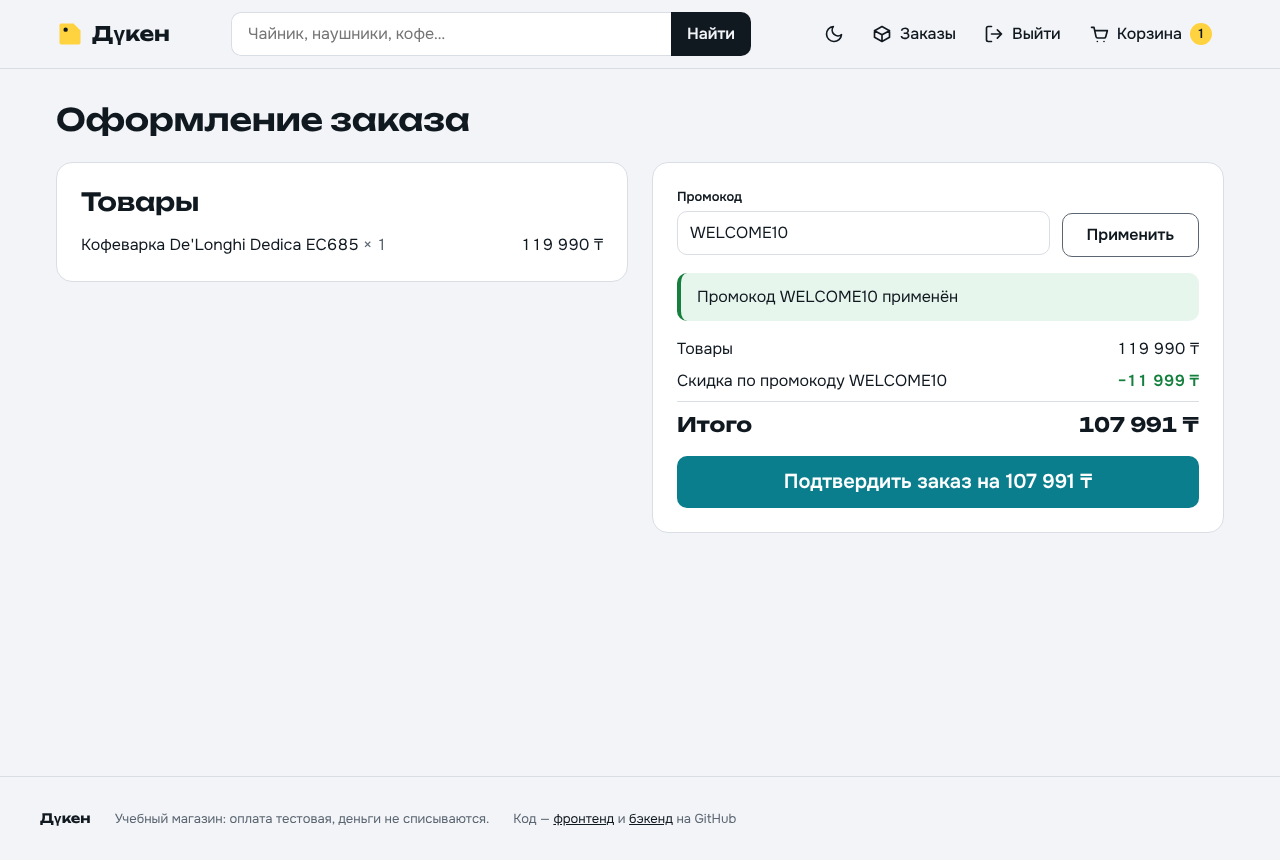 Дүкен
Чайник, наушники, кофе...
Найти
Заказы
Выйти
Корзина 1
Оформление заказа
Товары
Кофеварка De'Longhi Dedica EC685 × 1 119 990 ₸
Промокод
WELCOME10
Применить
Промокод WELCOME10 применён
Товары 119 990 ₸
Скидка по промокоду WELCOME10 −11 999 ₸
Итого 107 991 ₸
Подтвердить заказ на 107 991 ₸
Дүкен Учебный магазин: оплата тестовая, деньги не списываются. Код — фронтенд и бэкенд на GitHub